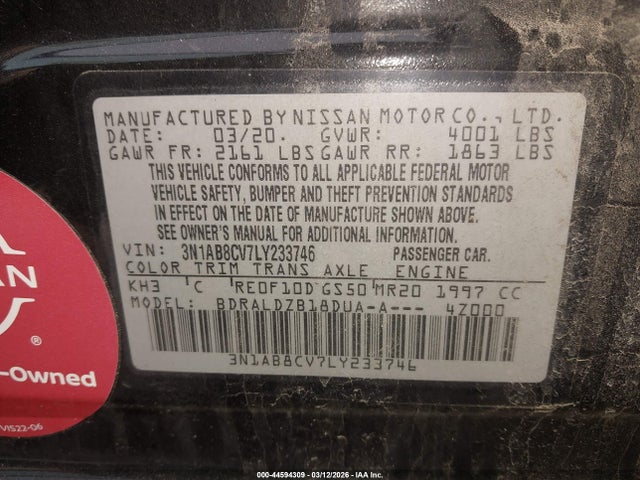 MANUFACTURED BY NISSAN MOTOR CO., LTD.
DATE: 03/20. GVWR: 4001 LBS
GAWR FR: 2161 LBS GAWR RR: 1863 LBS
THIS VEHICLE CONFORMS TO ALL APPLICABLE FEDERAL MOTOR
VEHICLE SAFETY, BUMPER AND THEFT PREVENTION STANDARDS
IN EFFECT ON THE DATE OF MANUFACTURE SHOWN ABOVE.
SEE OWNER'S MANUAL FOR ADDITIONAL INFORMATION.
VIN: 3N1AB8CV7LY233746 PASSENGER CAR.
COLOR TRIM TRANS AXLE ENGINE
KH3 C RE0F10D GS50 MR20 1997 CC
MODEL: BDRALDZB18DUA-A--- 4Z000
3N1AB8CV7LY233746
®
-Owned
VIS22-06
000-44594309 - 03/12/2026 - IAA Inc.